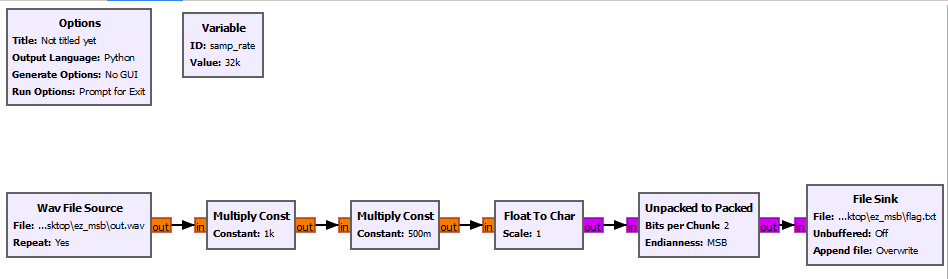 Options
Title: Not titled yet
Output Language: Python
Generate Options: No GUI
Run Options: Prompt for Exit
Variable
ID: samp_rate
Value: 32k
Wav File Source
File: ...sktop\ez_msb\out.wav
Repeat: Yes
out
in
Multiply Const
Constant: 1k
out
in
Multiply Const
Constant: 500m
out
in
Float To Char
Scale: 1
out
in
Unpacked to Packed
Bits per Chunk: 2
Endianness: MSB
out
in
File Sink
File: ...ktop\ez_msb\flag.txt
Unbuffered: Off
Append file: Overwrite